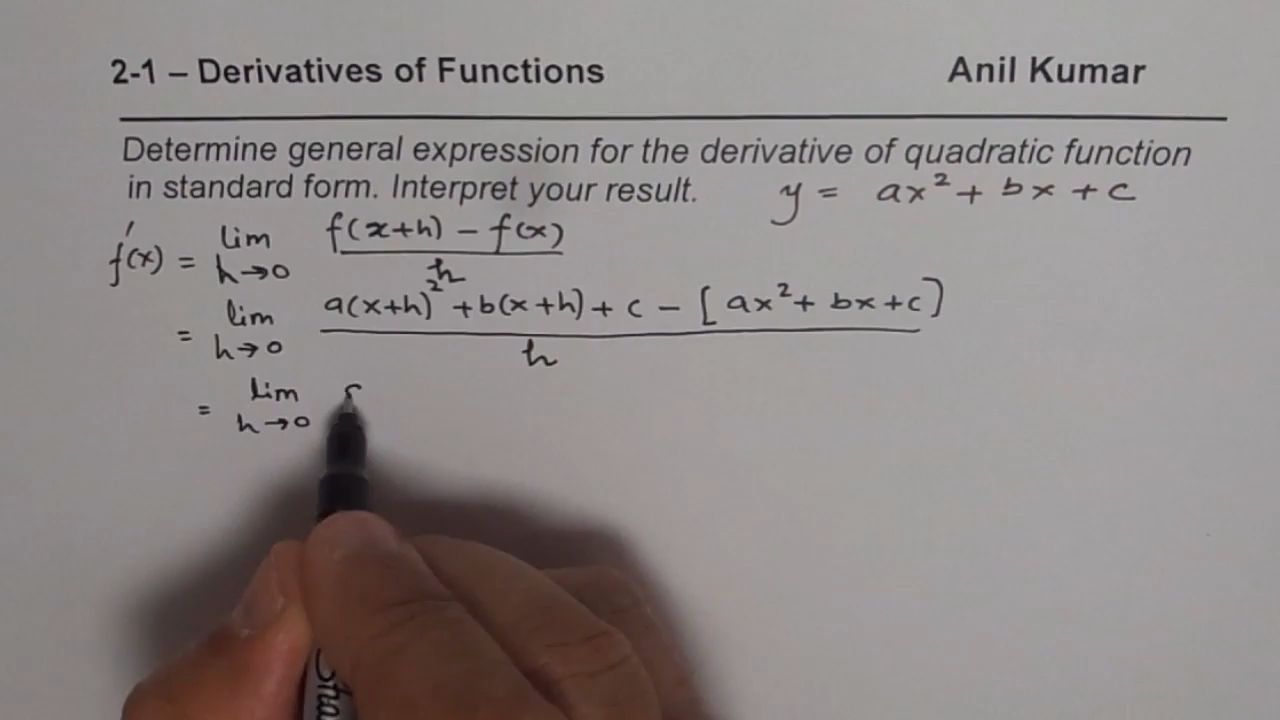 2-1 – Derivatives of Functions Anil Kumar
Determine general expression for the derivative of quadratic function
in standard form. Interpret your result. y = ax² + bx + c
f'(x) = lim h→0 f(x+h) − f(x) / h
= lim h→0 a(x+h)² + b(x+h) + c − [ax² + bx + c] / h
= lim h→0